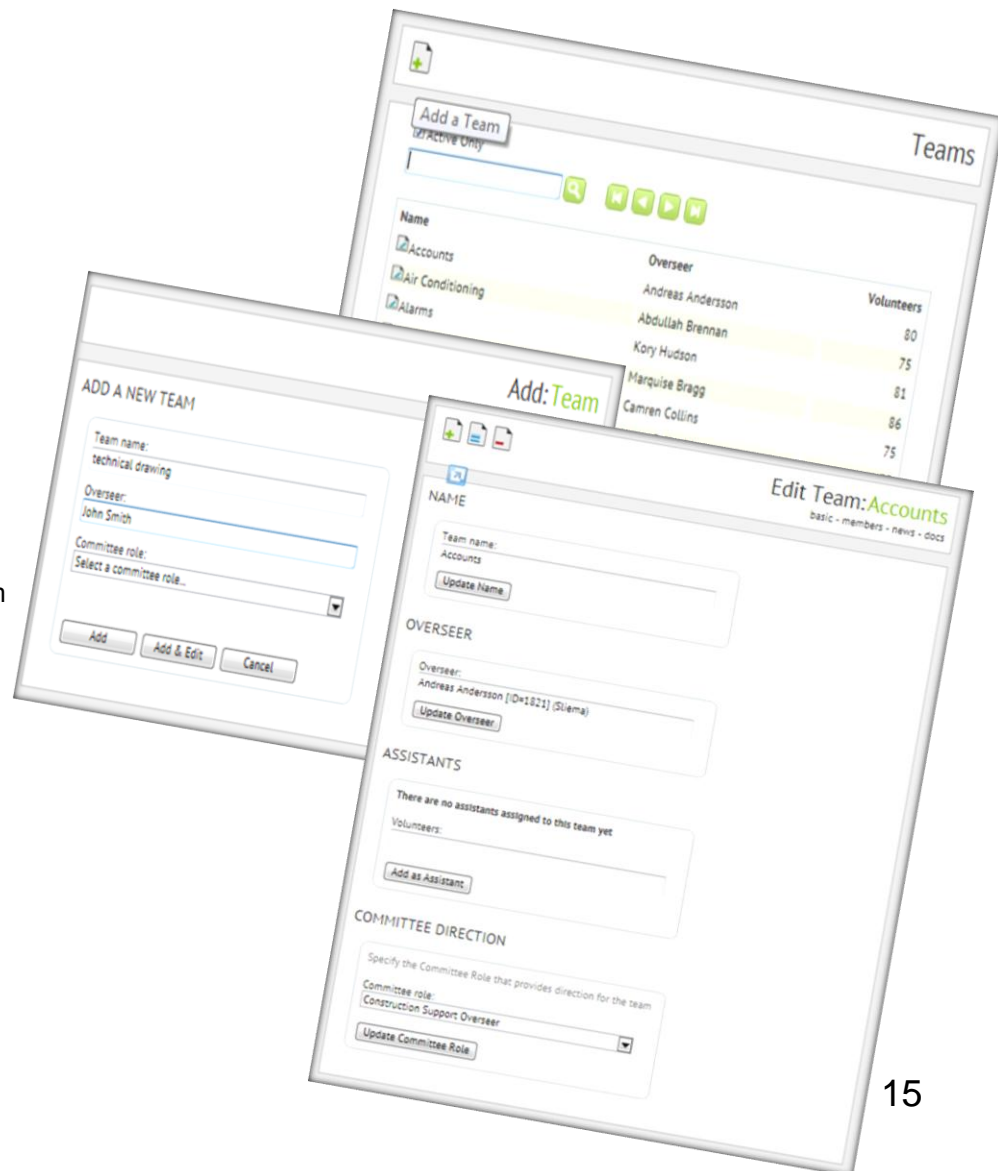 Add a Team
Teams
Active Only
Name Overseer Volunteers
Accounts Andreas Andersson 80
Air Conditioning Abdullah Brennan 75
Alarms Kory Hudson 81
Marquise Bragg 86
Camren Collins 75
Add:Team
ADD A NEW TEAM
Team name:
technical drawing
Overseer:
John Smith
Committee role:
Select a committee role...
Add Add & Edit Cancel
Edit Team:Accounts
basic - members - news - docs
NAME
Team name:
Accounts
Update Name
OVERSEER
Overseer:
Andreas Andersson [ID=1821] (Sliema)
Update Overseer
ASSISTANTS
There are no assistants assigned to this team yet
Volunteers:
Add as Assistant
COMMITTEE DIRECTION
Specify the Committee Role that provides direction for the team
Committee role:
Construction Support Overseer
Update Committee Role
15